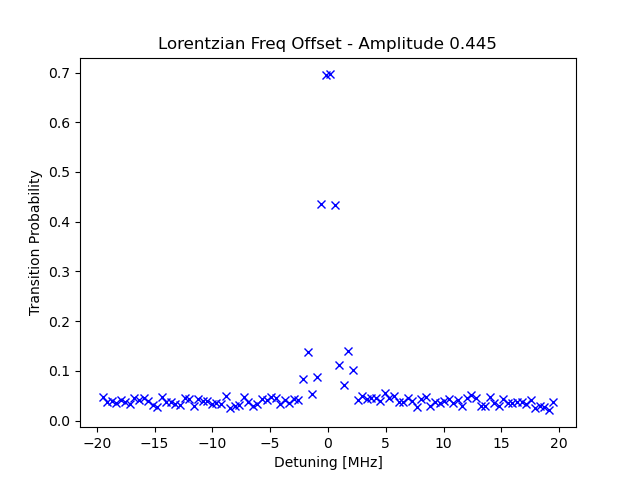 Lorentzian Freq Offset - Amplitude 0.445
Transition Probability
0.7
0.6
0.5
0.4
0.3
0.2
0.1
0.0
−20 −15 −10 −5 0 5 10 15 20
Detuning [MHz]